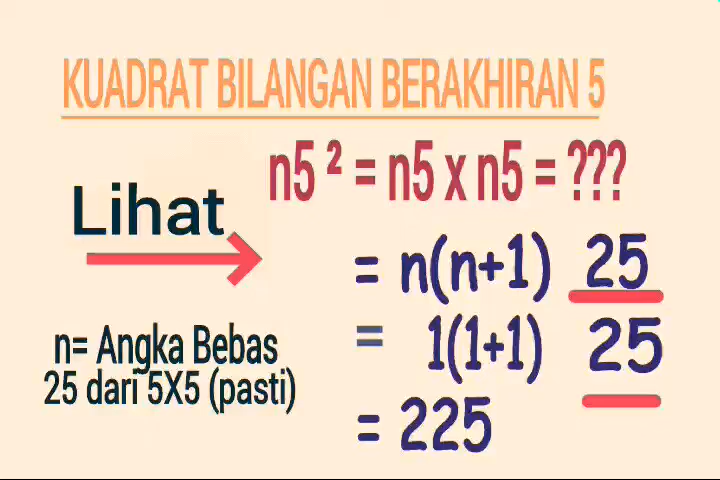 KUADRAT BILANGAN BERAKHIRAN 5
n5 ² = n5 x n5 = ???
Lihat
= n(n+1) 25
= 1(1+1) 25
= 225
n= Angka Bebas
25 dari 5X5 (pasti)